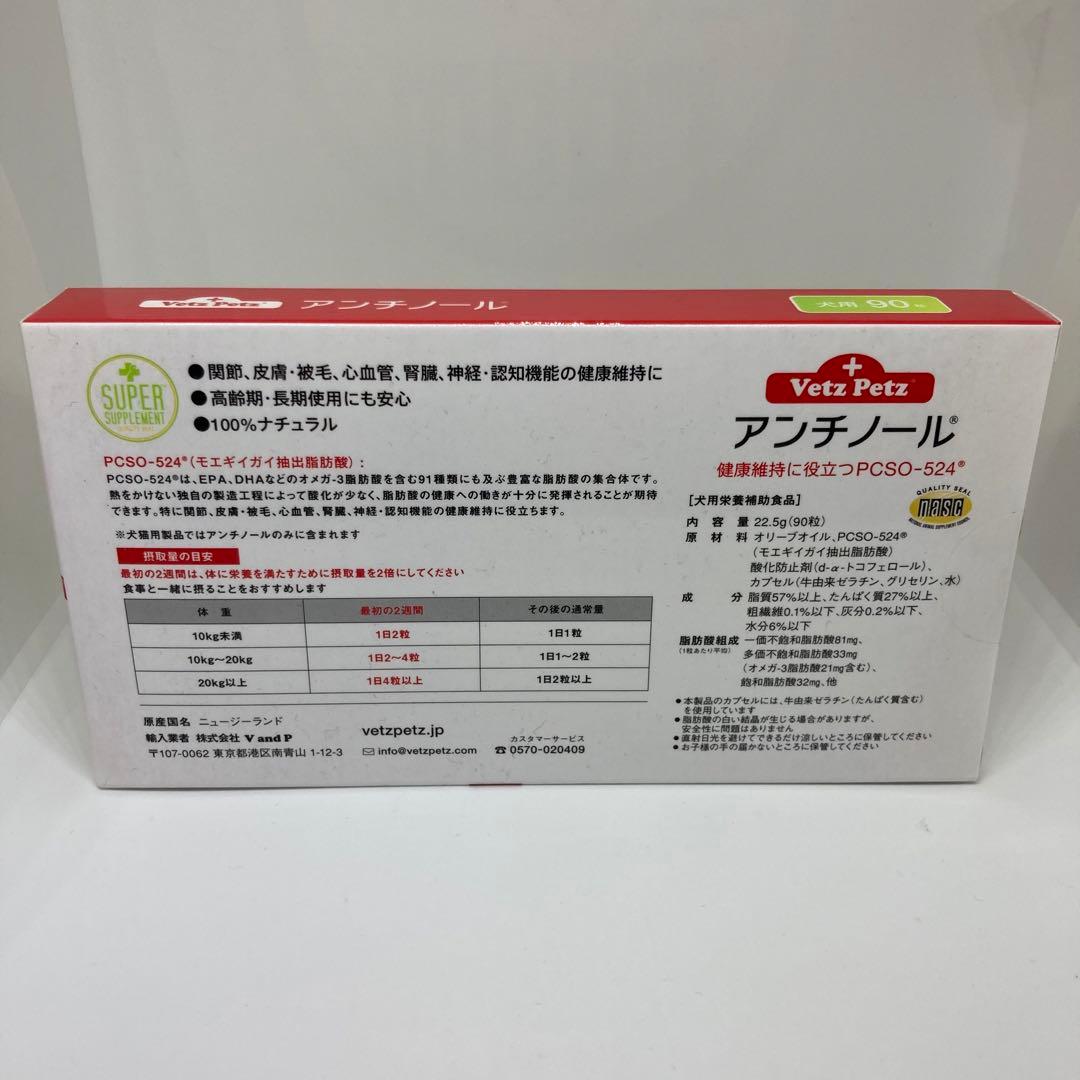 Vetz Petz アンチノール 犬用 90粒
SUPER
SUPPLEMENT
●関節、皮膚・被毛、心血管、腎臓、神経・認知機能の健康維持に
●高齢期・長期使用にも安心
●100%ナチュラル
PCSO-524®(モエギイガイ抽出脂肪酸):
PCSO-524®は、EPA、DHAなどのオメガ-3脂肪酸を含む91種類にも及ぶ豊富な脂肪酸の集合体です。
熱をかけない独自の製造工程によって酸化が少なく、脂肪酸の健康への働きが十分に発揮されることが期待
できます。特に関節、皮膚・被毛、心血管、腎臓、神経・認知機能の健康維持に役立ちます。
※犬猫用製品ではアンチノールのみに含まれます
摂取量の目安
最初の2週間は、体に栄養を満たすために摂取量を2倍にしてください
食事と一緒に摂ることをおすすめします
体重 最初の2週間 その後の通常量
10kg未満 1日2粒 1日1粒
10kg〜20kg 1日2〜4粒 1日1〜2粒
20kg以上 1日4粒以上 1日2粒以上
原産国名 ニュージーランド
輸入業者 株式会社 V and P
〒107-0062 東京都港区南青山 1-12-3
vetzpetz.jp
info@vetzpetz.com
カスタマーサービス
☎0570-020409
Vetz Petz®
アンチノール®
健康維持に役立つPCSO-524®
[犬用栄養補助食品]
QUALITY SEAL
nasc
NATIONAL ANIMAL SUPPLEMENT COUNCIL
内容量 22.5g(90粒)
原材料 オリーブオイル、PCSO-524®
(モエギイガイ抽出脂肪酸)
酸化防止剤(d-α-トコフェロール)、
カプセル(牛由来ゼラチン、グリセリン、水)
成分 脂質57%以上、たんぱく質27%以上、
粗繊維0.1%以下、灰分0.2%以下、
水分6%以下
脂肪酸組成 一価不飽和脂肪酸81mg、
(1粒あたり平均) 多価不飽和脂肪酸33mg
(オメガ-3脂肪酸21mg含む)、
飽和脂肪酸32mg、他
●本製品のカプセルには、牛由来ゼラチン(たんぱく質含む)
を使用しています
●脂肪酸の白い結晶が生じる場合がありますが、
安全性に問題はありません
●直射日光を避けてできるだけ涼しいところに保管してください
●お子様の手の届かないところに保管してください